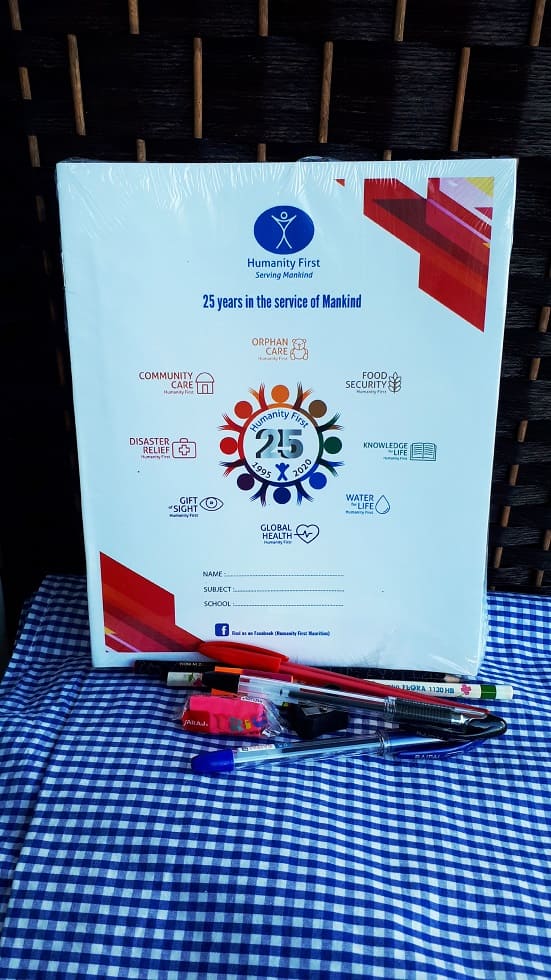 Humanity First
Serving Mankind
25 years in the service of Mankind
ORPHAN
CARE
Humanity First
COMMUNITY
CARE
Humanity First
FOOD
SECURITY
Humanity First
Humanity First
25
1995 2020
DISASTER
RELIEF
Humanity First
KNOWLEDGE
for LIFE
Humanity First
GIFT
of SIGHT
Humanity First
WATER
for LIFE
Humanity First
GLOBAL
HEALTH
Humanity First
NAME :
SUBJECT :
SCHOOL :
Find us on Facebook (Humanity First Mauritius)
FLORA 1130 HB